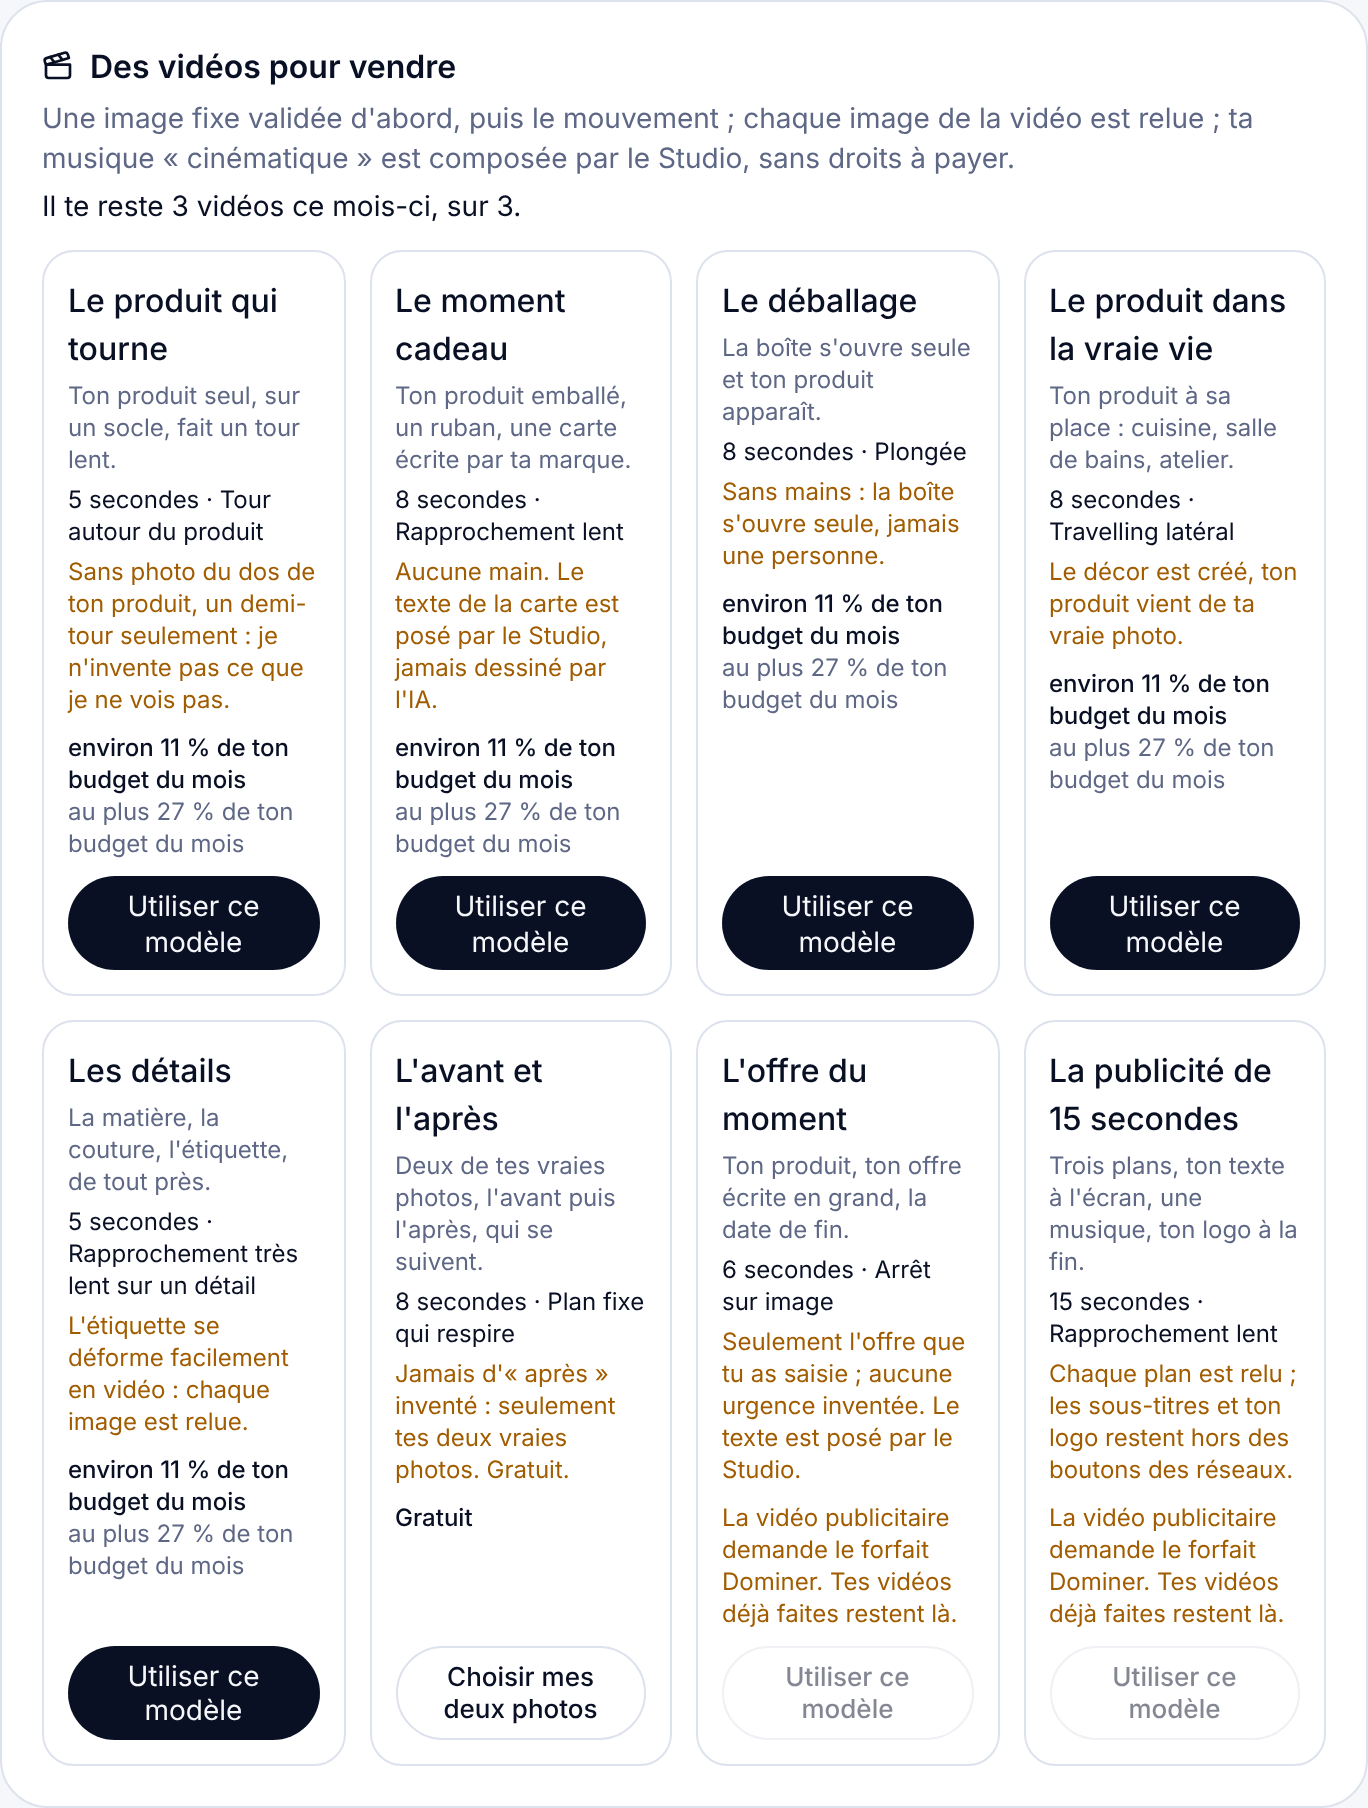 Des vidéos pour vendre
Une image fixe validée d'abord, puis le mouvement ; chaque image de la vidéo est relue ; ta
musique « cinématique » est composée par le Studio, sans droits à payer.
Il te reste 3 vidéos ce mois-ci, sur 3.
Le produit qui
tourne
Ton produit seul, sur
un socle, fait un tour
lent.
5 secondes · Tour
autour du produit
Sans photo du dos de
ton produit, un demi-
tour seulement : je
n'invente pas ce que
je ne vois pas.
environ 11 % de ton
budget du mois
au plus 27 % de ton
budget du mois
Utiliser ce
modèle
Le moment
cadeau
Ton produit emballé,
un ruban, une carte
écrite par ta marque.
8 secondes ·
Rapprochement lent
Aucune main. Le
texte de la carte est
posé par le Studio,
jamais dessiné par
l'IA.
environ 11 % de ton
budget du mois
au plus 27 % de ton
budget du mois
Utiliser ce
modèle
Le déballage
La boîte s'ouvre seule
et ton produit
apparaît.
8 secondes · Plongée
Sans mains : la boîte
s'ouvre seule, jamais
une personne.
environ 11 % de ton
budget du mois
au plus 27 % de ton
budget du mois
Utiliser ce
modèle
Le produit dans
la vraie vie
Ton produit à sa
place : cuisine, salle
de bains, atelier.
8 secondes ·
Travelling latéral
Le décor est créé, ton
produit vient de ta
vraie photo.
environ 11 % de ton
budget du mois
au plus 27 % de ton
budget du mois
Utiliser ce
modèle
Les détails
La matière, la
couture, l'étiquette,
de tout près.
5 secondes ·
Rapprochement très
lent sur un détail
L'étiquette se
déforme facilement
en vidéo : chaque
image est relue.
environ 11 % de ton
budget du mois
au plus 27 % de ton
budget du mois
Utiliser ce
modèle
L'avant et
l'après
Deux de tes vraies
photos, l'avant puis
l'après, qui se
suivent.
8 secondes · Plan fixe
qui respire
Jamais d'« après »
inventé : seulement
tes deux vraies
photos. Gratuit.
Gratuit
Choisir mes
deux photos
L'offre du
moment
Ton produit, ton offre
écrite en grand, la
date de fin.
6 secondes · Arrêt
sur image
Seulement l'offre que
tu as saisie ; aucune
urgence inventée. Le
texte est posé par le
Studio.
La vidéo publicitaire
demande le forfait
Dominer. Tes vidéos
déjà faites restent là.
Utiliser ce
modèle
La publicité de
15 secondes
Trois plans, ton texte
à l'écran, une
musique, ton logo à la
fin.
15 secondes ·
Rapprochement lent
Chaque plan est relu ;
les sous-titres et ton
logo restent hors des
boutons des réseaux.
La vidéo publicitaire
demande le forfait
Dominer. Tes vidéos
déjà faites restent là.
Utiliser ce
modèle